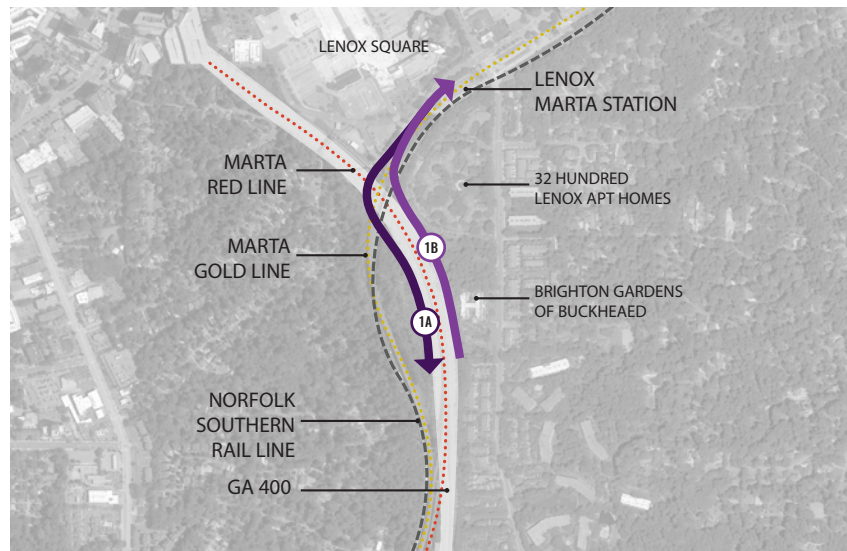 LENOX SQUARE
LENOX
MARTA STATION
MARTA
RED LINE
32 HUNDRED
LENOX APT HOMES
MARTA
GOLD LINE
1B
BRIGHTON GARDENS
OF BUCKHEAED
1A
NORFOLK
SOUTHERN
RAIL LINE
GA 400